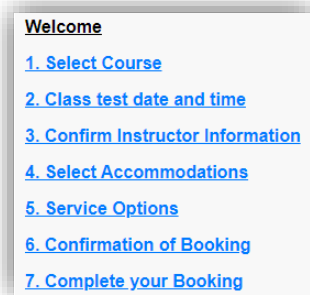 Welcome
1. Select Course
2. Class test date and time
3. Confirm Instructor Information
4. Select Accommodations
5. Service Options
6. Confirmation of Booking
7. Complete your Booking